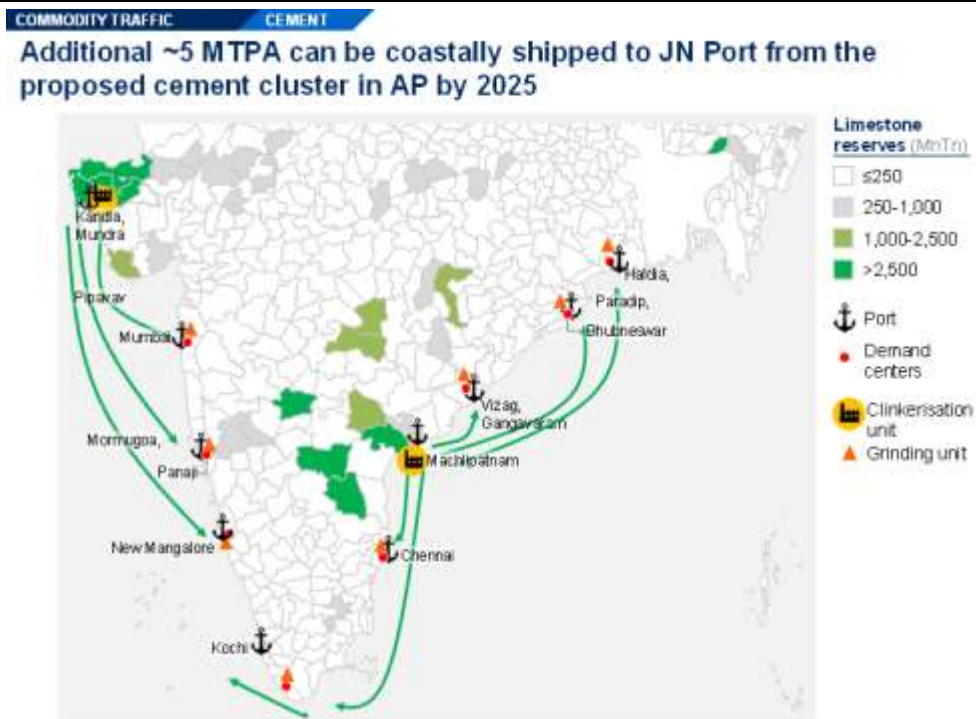 COMMODITY TRAFFIC
CEMENT
Additional ~5 MTPA can be coastally shipped to JN Port from the
proposed cement cluster in AP by 2025
Limestone
reserves (MnTn)
≤250
250-1,000
1,000-2,500
>2,500
Port
Demand
centers
Clinkerisation
unit
Grinding unit
Kandla,
Mundra
Pipavav
Mumbai
Mormugoa,
Panaji
New Mangalore
Kochi
Haldia,
Paradip,
Bhubneswar
Vizag,
Gangavaram
Machlipatnam
Chennai